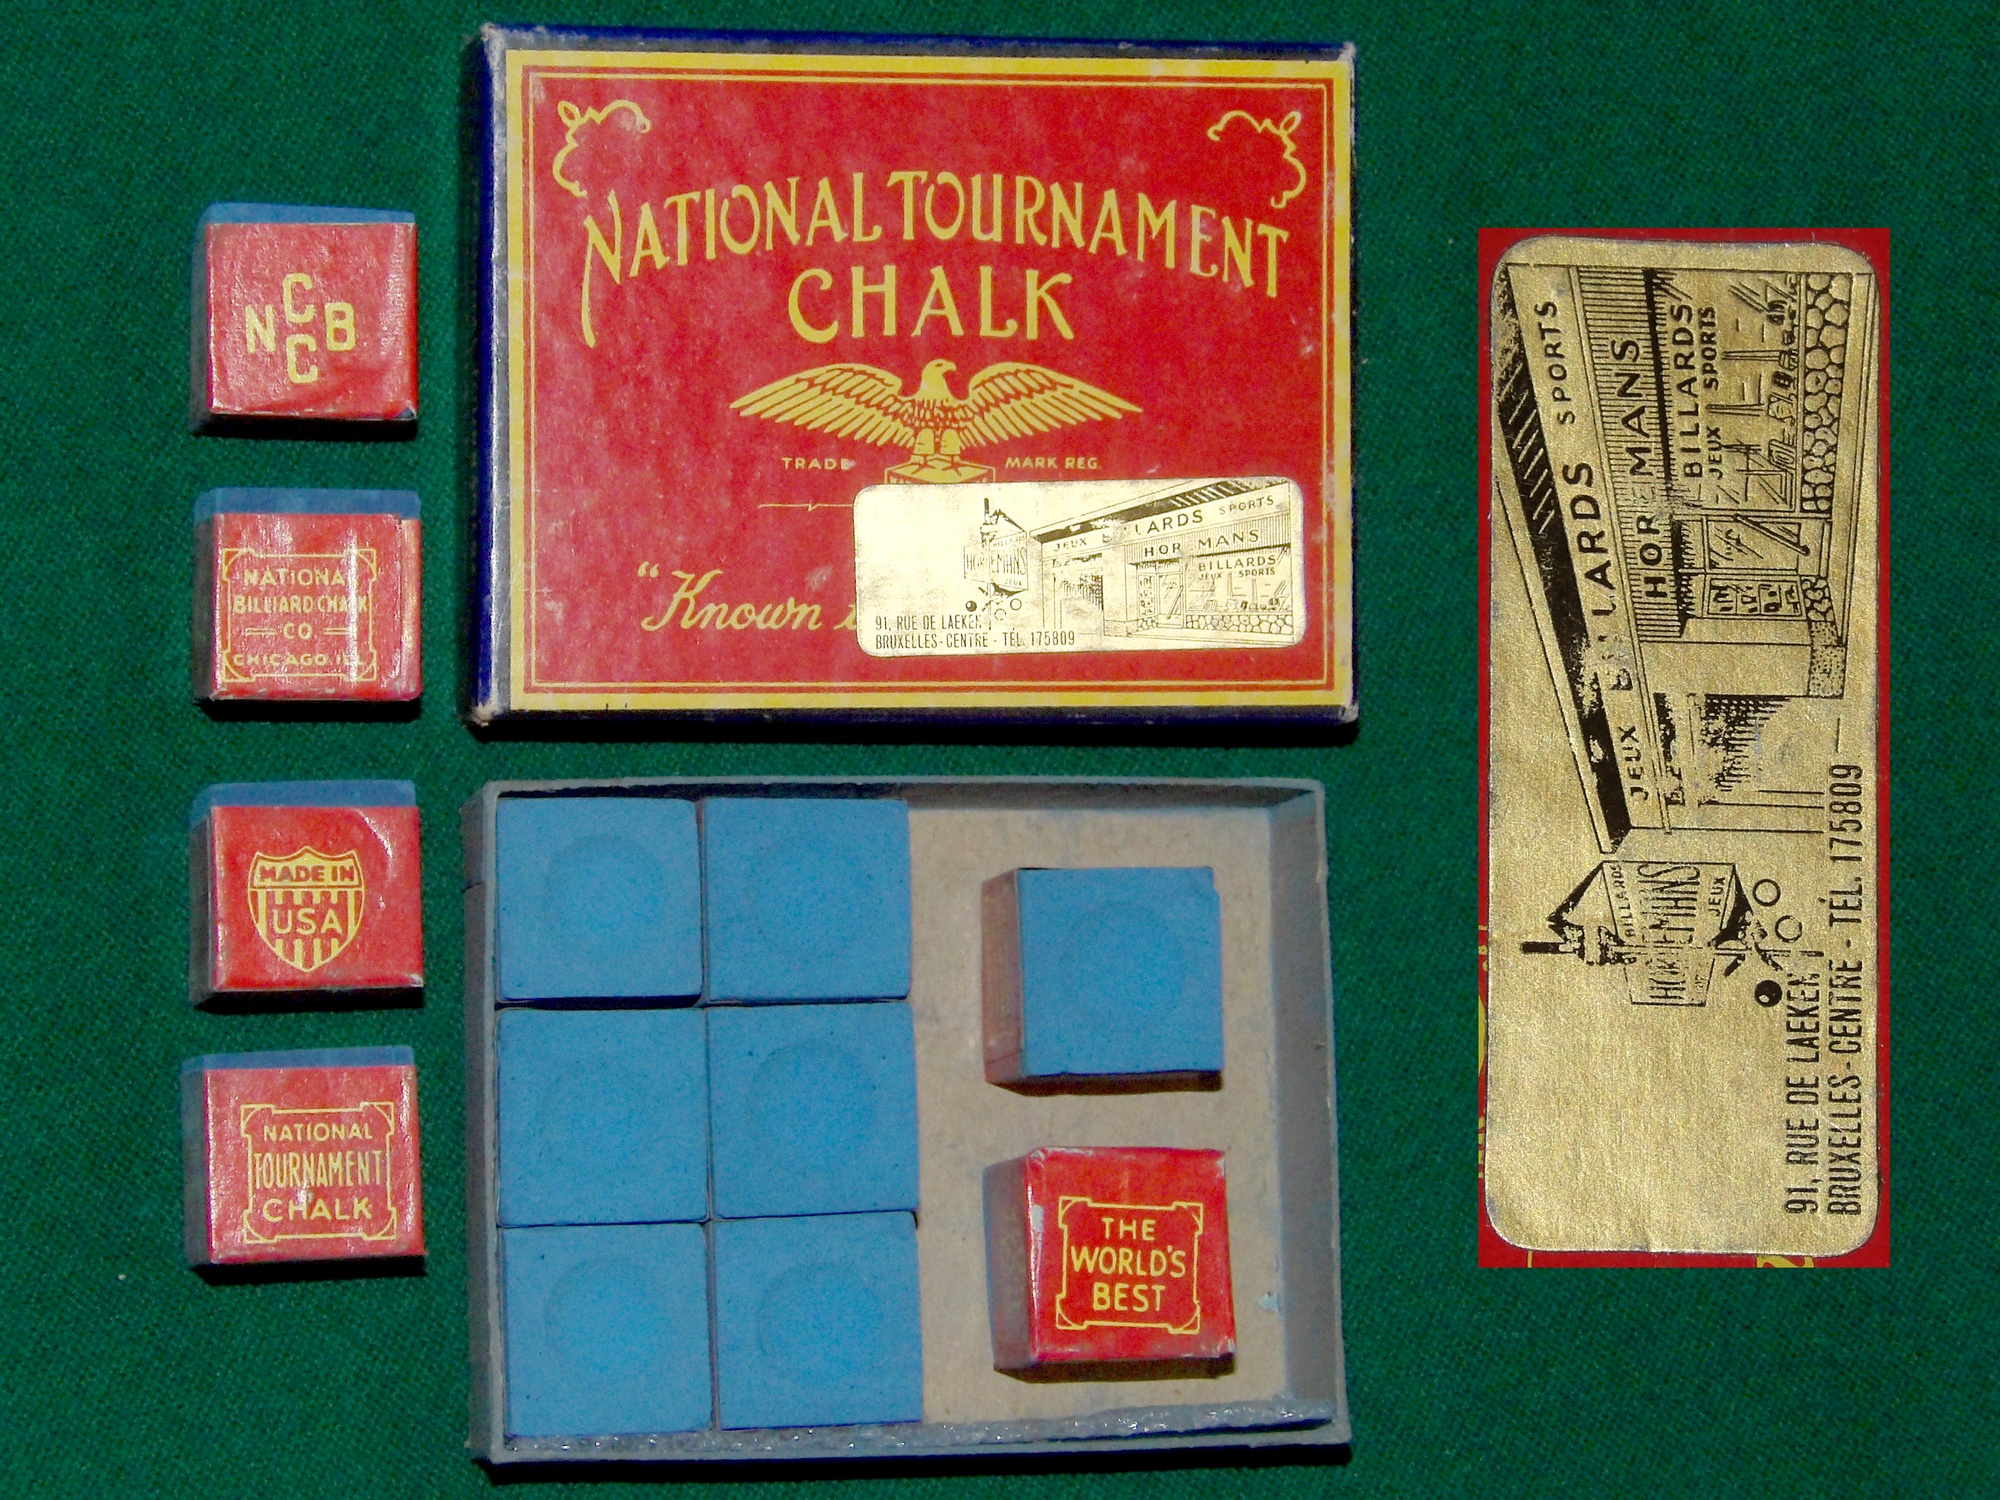 NATIONAL TOURNAMENT
CHALK
TRADE MARK REG.
"Known
JEUX SPORTS
HOR MANS
BILLARDS
JEUX SPORTS
91, RUE DE LAEKEN
BRUXELLES-CENTRE - TÉL. 175809
C
N B
C
NATIONAL
BILLIARD CHALK
CO
CHICAGO. ILL
MADE IN
USA
NATIONAL
TOURNAMENT
CHALK
THE
WORLD'S
BEST
JEUX SPORTS
HOR MANS
BILLARDS
JEUX SPORTS
BILLARDS
JEUX
91, RUE DE LAEKEN
BRUXELLES-CENTRE - TÉL. 175809